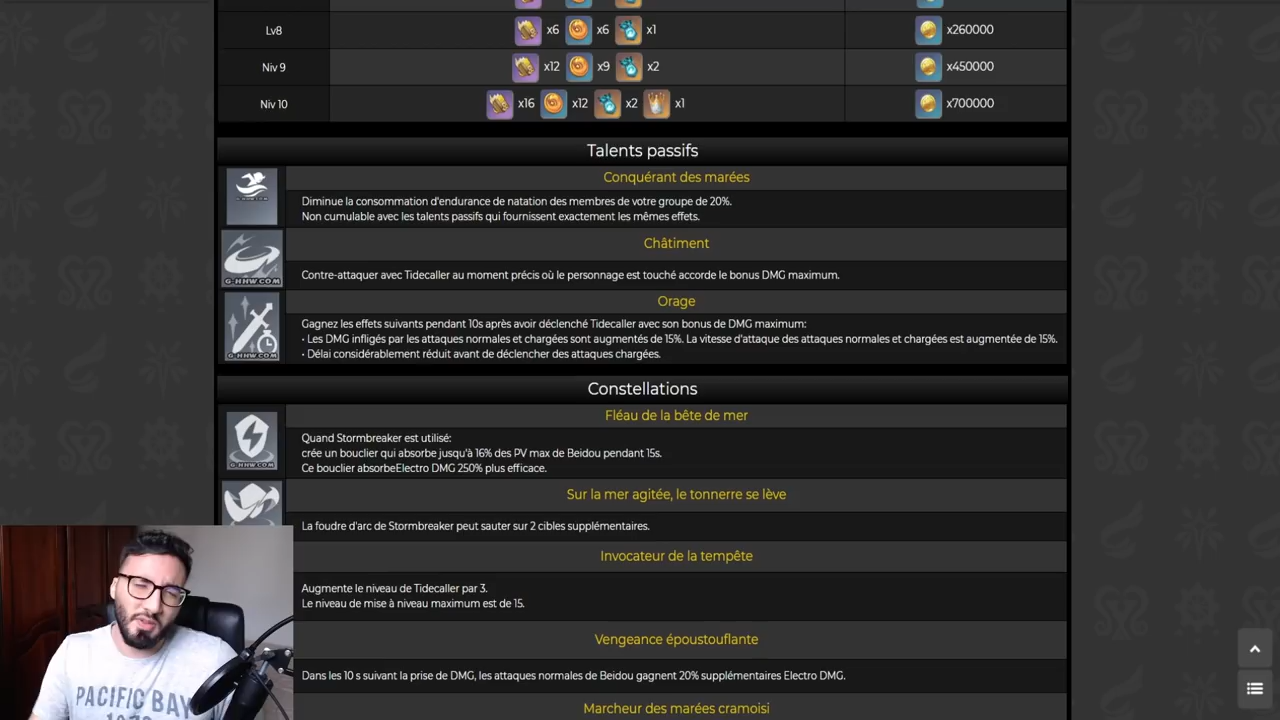 Lv8
x6
x6
x1
x260000
Niv 9
x12
x9
x2
x450000
Niv 10
x16
x12
x2
x1
x700000
Talents passifs
G-HHW.COM
Conquérant des marées
Diminue la consommation d'endurance de natation des membres de votre groupe de 20%.
Non cumulable avec les talents passifs qui fournissent exactement les mêmes effets.
G-HHW.COM
Châtiment
Contre-attaquer avec Tidecaller au moment précis où le personnage est touché accorde le bonus DMG maximum.
G-HHW.COM
Orage
Gagnez les effets suivants pendant 10s après avoir déclenché Tidecaller avec son bonus de DMG maximum:
• Les DMG infligés par les attaques normales et chargées sont augmentés de 15%. La vitesse d'attaque des attaques normales et chargées est augmentée de 15%.
• Délai considérablement réduit avant de déclencher des attaques chargées.
Constellations
G-HHW.COM
Fléau de la bête de mer
Quand Stormbreaker est utilisé:
crée un bouclier qui absorbe jusqu'à 16% des PV max de Beidou pendant 15s.
Ce bouclier absorbeElectro DMG 250% plus efficace.
Sur la mer agitée, le tonnerre se lève
La foudre d'arc de Stormbreaker peut sauter sur 2 cibles supplémentaires.
Invocateur de la tempête
Augmente le niveau de Tidecaller par 3.
Le niveau de mise à niveau maximum est de 15.
Vengeance époustouflante
Dans les 10 s suivant la prise de DMG, les attaques normales de Beidou gagnent 20% supplémentaires Electro DMG.
Marcheur des marées cramoisi
PACIFIC BAY